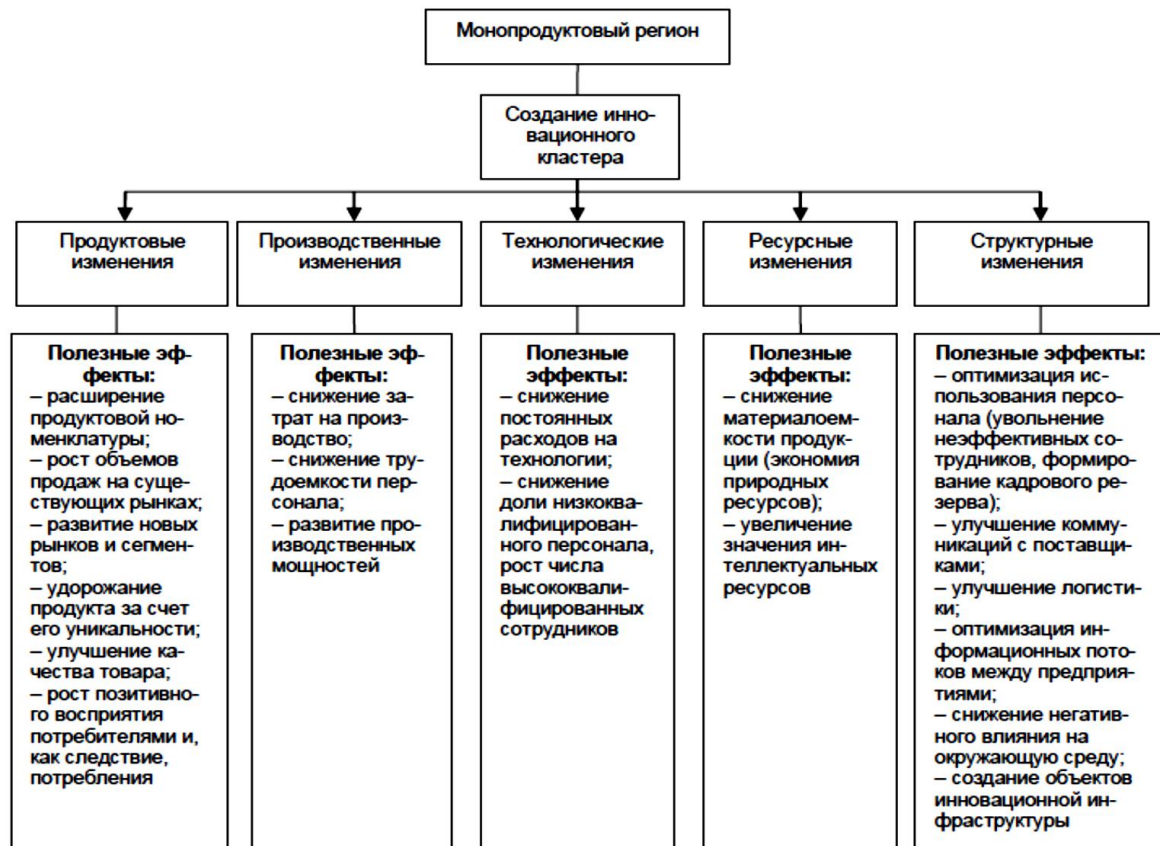 Монопродуктовый регион
Создание инно-
вационного
кластера
Продуктовые
изменения
Производственные
изменения
Технологические
изменения
Ресурсные
изменения
Структурные
изменения
Полезные эф-
фекты:
– расширение
продуктовой но-
менклатуры;
– рост объемов
продаж на суще-
ствующих рынках;
– развитие новых
рынков и сегмен-
тов;
– удорожание
продукта за счет
его уникальности;
– улучшение ка-
чества товара;
– рост позитивно-
го восприятия
потребителями и,
как следствие,
потребления
Полезные эф-
фекты:
– снижение за-
трат на произ-
водство;
– снижение тру-
доемкости пер-
сонала;
– развитие про-
изводственных
мощностей
Полезные
эффекты:
– снижение
постоянных
расходов на
технологии;
– снижение
доли низкоква-
лифицирован-
ного персонала,
рост числа
высококвали-
фицированных
сотрудников
Полезные
эффекты:
– снижение
материалоем-
кости продук-
ции (экономия
природных
ресурсов);
– увеличение
значения ин-
теллектуальных
ресурсов
Полезные эффекты:
– оптимизация ис-
пользования персо-
нала (увольнение
неэффективных со-
трудников, формиро-
вание кадрового ре-
зерва);
– улучшение комму-
никаций с поставщи-
ками;
– улучшение логисти-
ки;
– оптимизация ин-
формационных пото-
ков между предприя-
тиями;
– снижение негатив-
ного влияния на
окружающую среду;
– создание объектов
инновационной ин-
фраструктуры